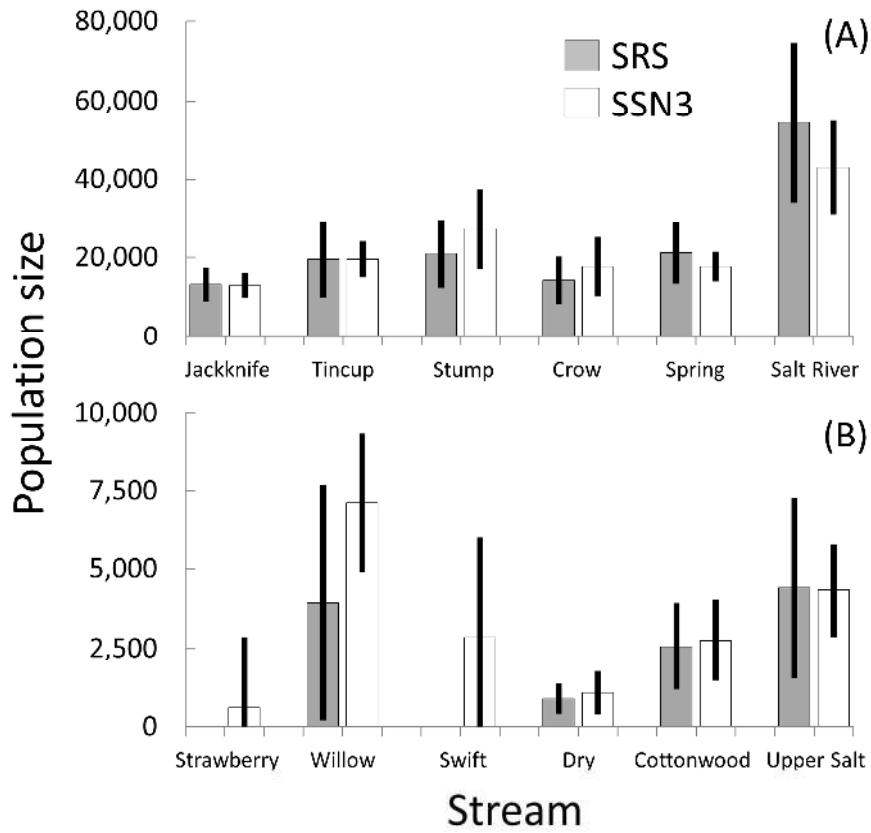 Population size
(A)
SRS
SSN3
80,000
60,000
40,000
20,000
0
Jackknife Tincup Stump Crow Spring Salt River
(B)
10,000
7,500
5,000
2,500
0
Strawberry Willow Swift Dry Cottonwood Upper Salt
Stream